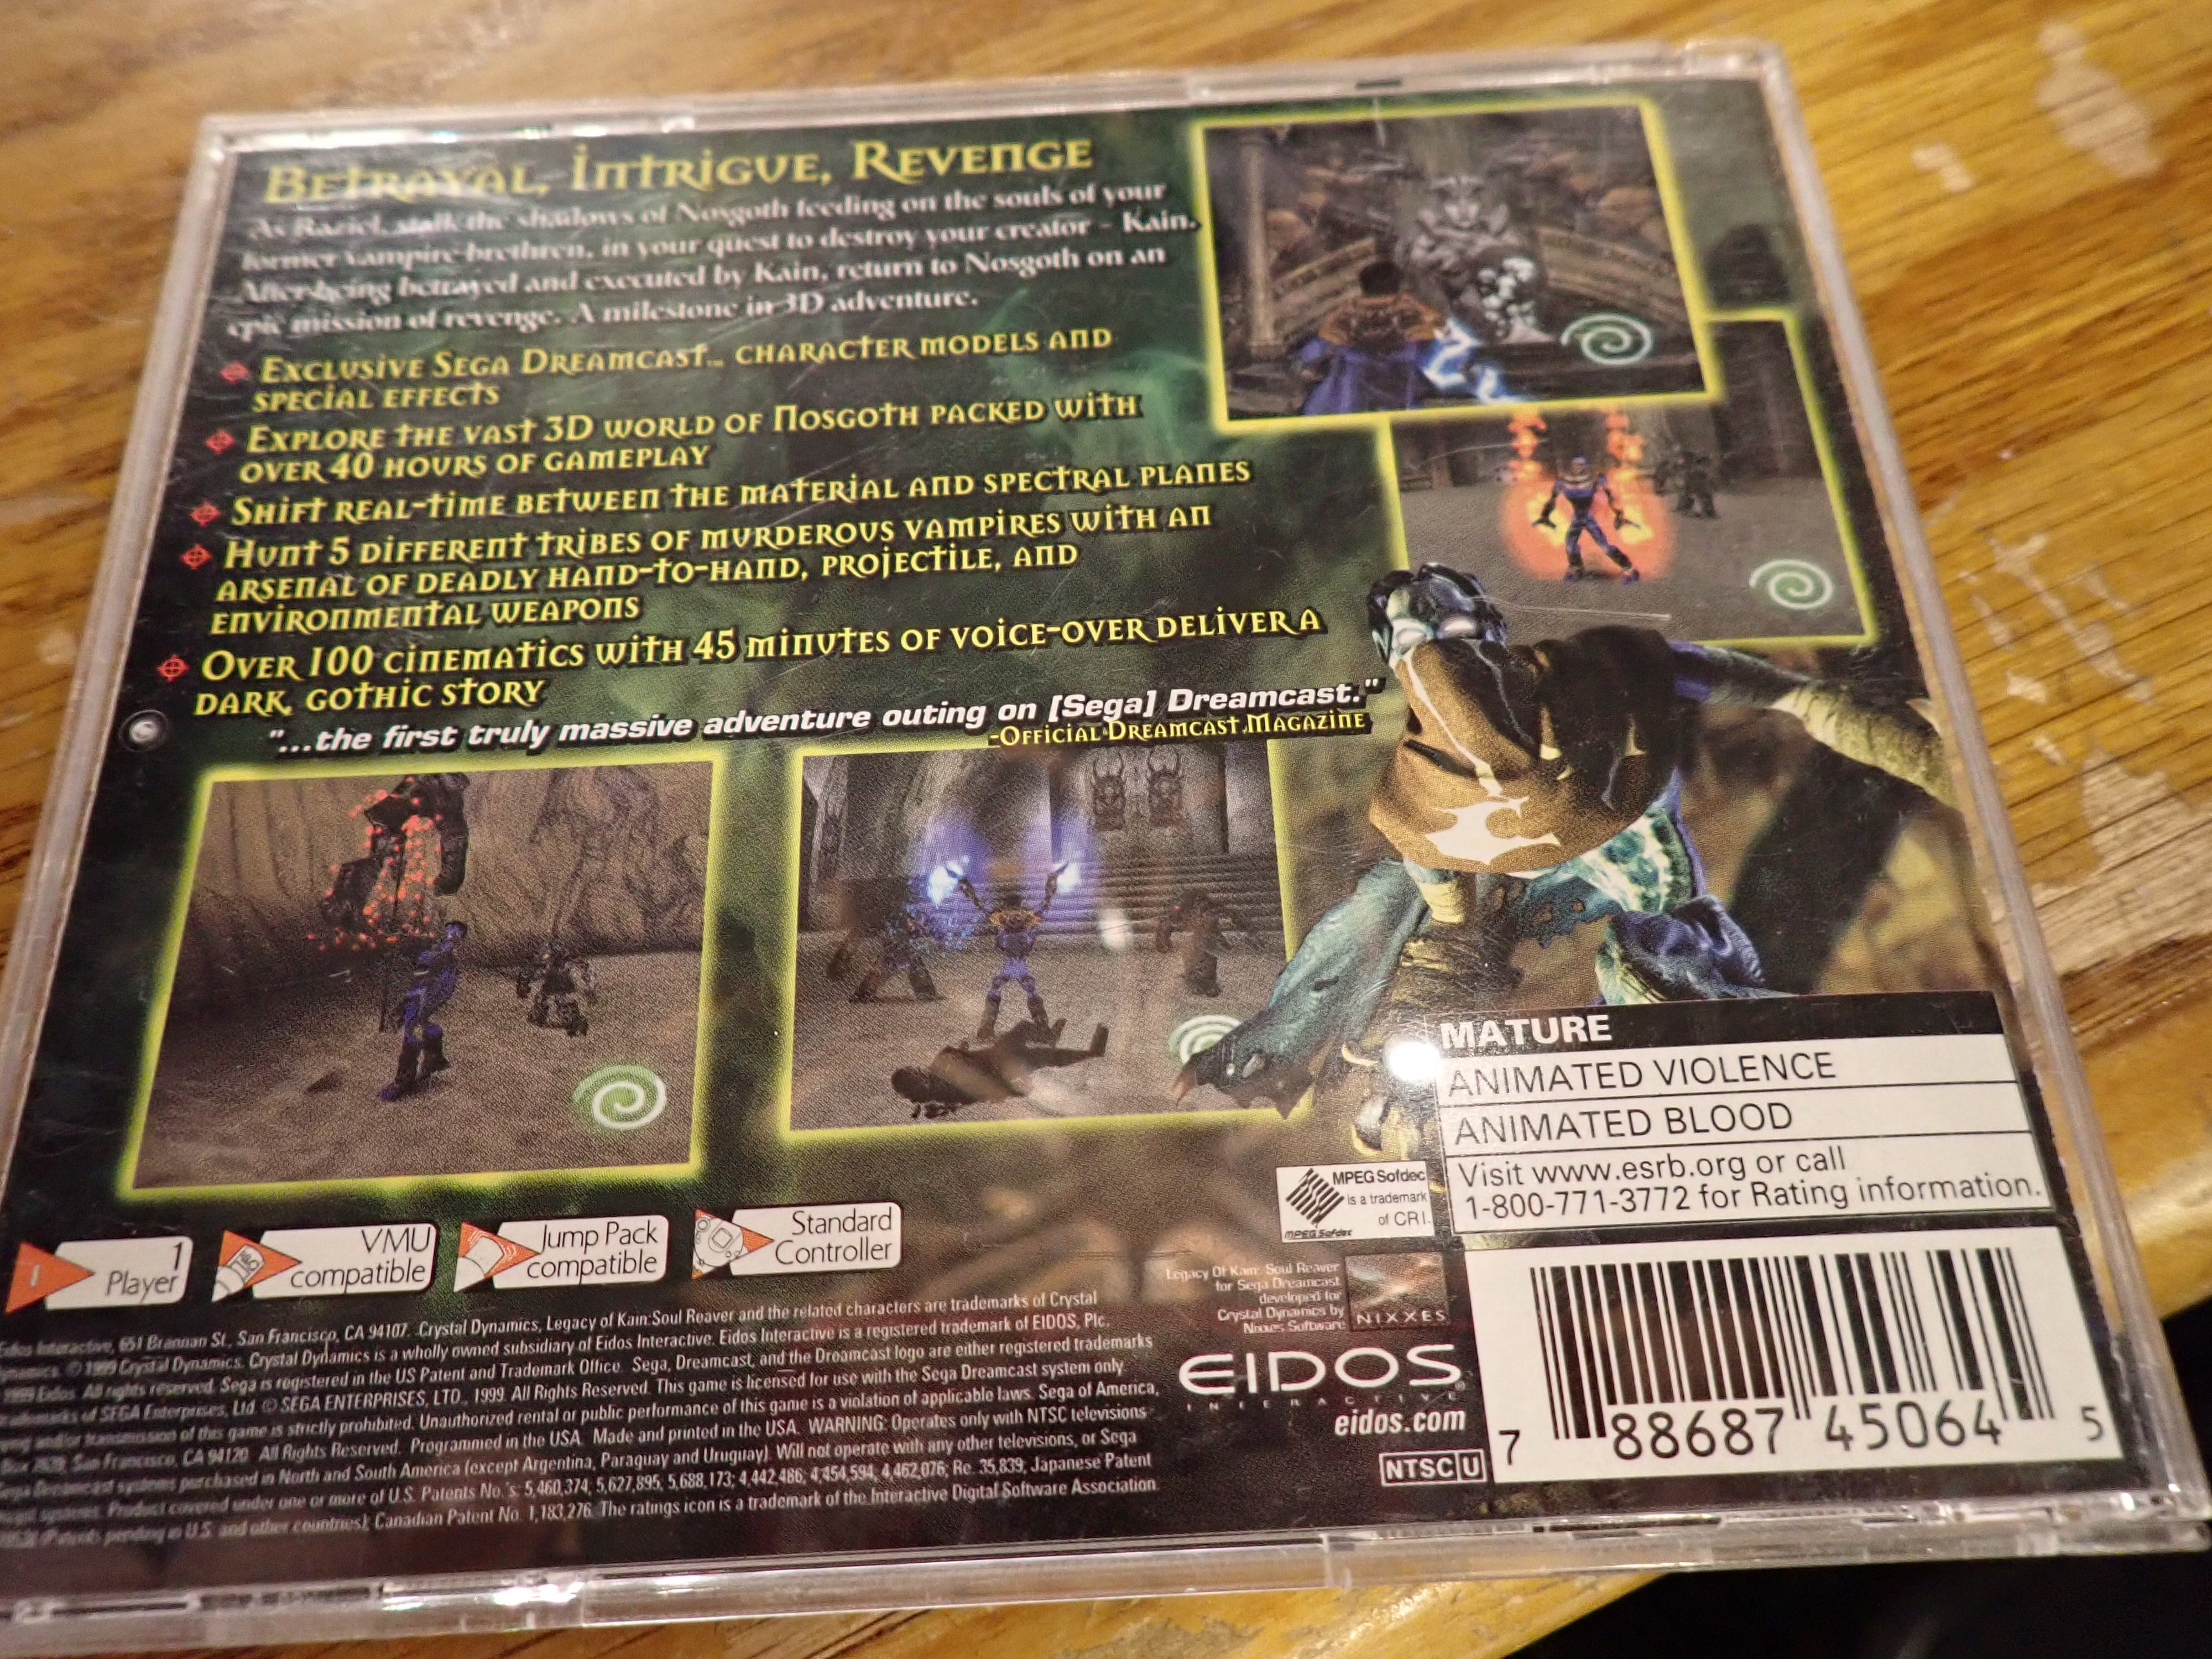 Betrayal, Intrigue, Revenge
As Raziel, stalk the shadows of Nosgoth feeding on the souls of your
former vampire brethren, in your quest to destroy your creator - Kain.
After being betrayed and executed by Kain, return to Nosgoth on an
epic mission of revenge. A milestone in 3D adventure.
Exclusive Sega Dreamcast™ character models and
special effects
Explore the vast 3D world of Nosgoth packed with
over 40 hours of gameplay
Shift real-time between the material and spectral planes
Hunt 5 different tribes of murderous vampires with an
arsenal of deadly hand-to-hand, projectile, and
environmental weapons
Over 100 cinematics with 45 minutes of voice-over deliver a
dark, gothic story
"...the first truly massive adventure outing on [Sega] Dreamcast."
-Official Dreamcast Magazine
MATURE
ANIMATED VIOLENCE
ANIMATED BLOOD
Visit www.esrb.org or call
1-800-771-3772 for Rating information.
MPEG Sofdec
is a trademark
of CRI.
MPEG Sofdec
1
Player
VMU
compatible
Jump Pack
compatible
Standard
Controller
Legacy Of Kain: Soul Reaver
for Sega Dreamcast
developed for
Crystal Dynamics by
Nixxes Software
NIXXES
EIDOS
INTERACTIVE
eidos.com
NTSC U
7 88687 45064 5
Eidos Interactive, 651 Brannan St., San Francisco, CA 94107. Crystal Dynamics, Legacy of Kain:Soul Reaver and the related characters are trademarks of Crystal
© 1999 Crystal Dynamics. Crystal Dynamics is a wholly owned subsidiary of Eidos Interactive. Eidos Interactive is a registered trademark of EIDOS, Plc.
1999 Eidos. All rights reserved. Sega is registered in the US Patent and Trademark Office. Sega, Dreamcast, and the Dreamcast logo are either registered trademarks
trademarks of SEGA Enterprises, Ltd. © SEGA ENTERPRISES, LTD., 1999. All Rights Reserved. This game is licensed for use with the Sega Dreamcast system only.
and/or transmission of this game is strictly prohibited. Unauthorized rental or public performance of this game is a violation of applicable laws. Sega of America,
San Francisco, CA 94120. All Rights Reserved. Programmed in the USA. Made and printed in the USA. WARNING: Operates only with NTSC televisions
Dreamcast systems purchased in North and South America (except Argentina, Paraguay and Uruguay). Will not operate with any other televisions, or Sega
systems. Product covered under one or more of U.S. Patents No.'s: 5,460,374; 5,627,895; 5,688,173; 4,442,486; 4,454,594; 4,462,076; Re. 35,839; Japanese Patent
(Patents pending in U.S. and other countries); Canadian Patent No. 1,183,276. The ratings icon is a trademark of the Interactive Digital Software Association.